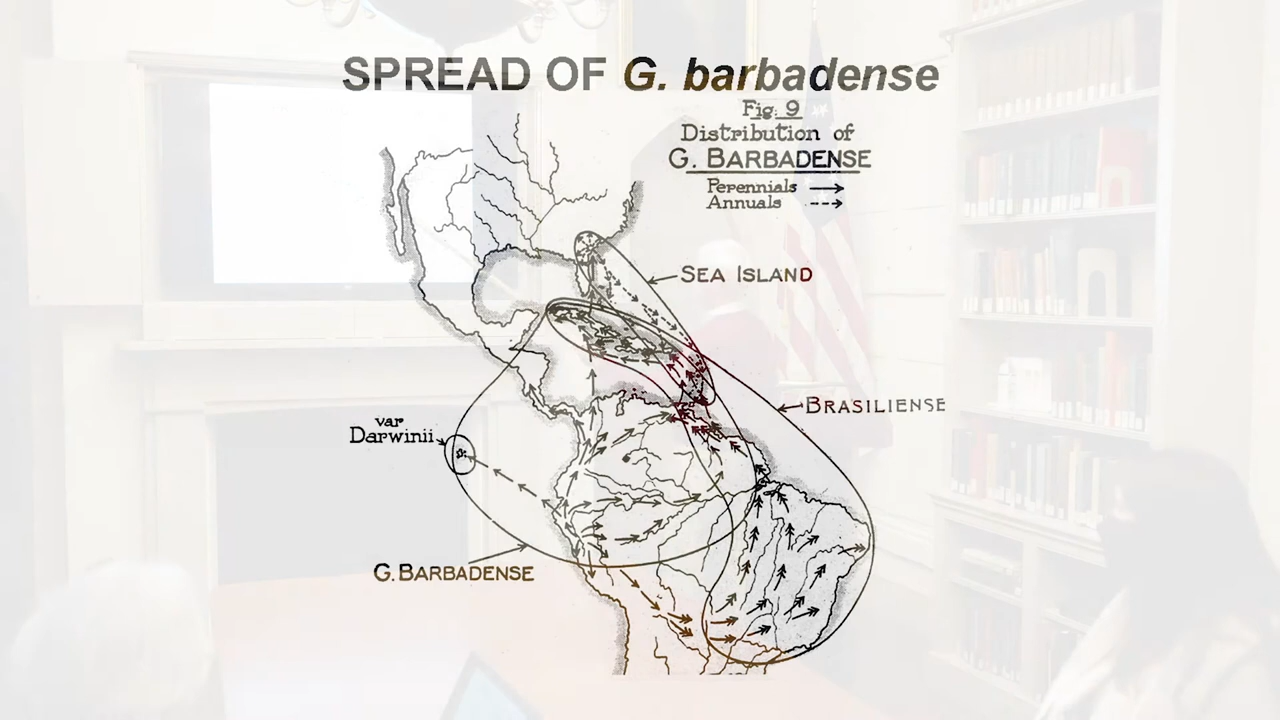 SPREAD OF G. barbadense
Fig. 9
Distribution of
G. BARBADENSE
Perennials
Annuals
SEA ISLAND
BRASILIENSE
var
Darwinii
G. BARBADENSE